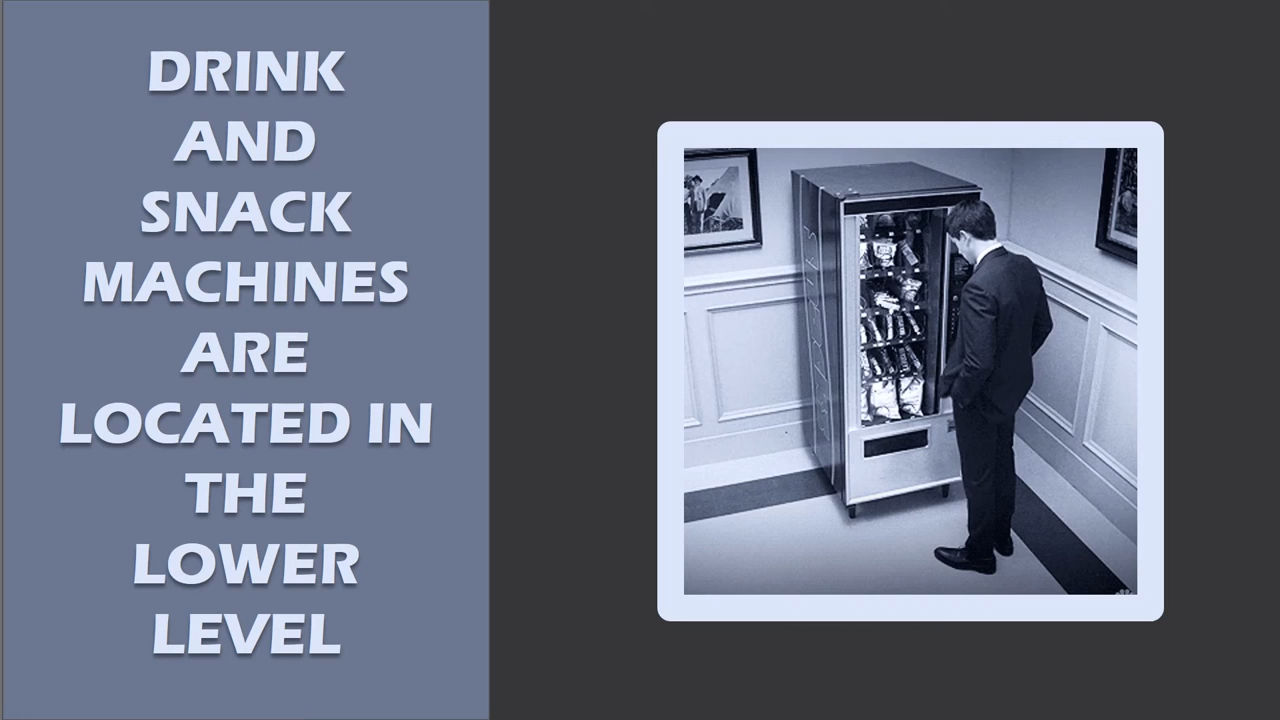 DRINK
AND
SNACK
MACHINES
ARE
LOCATED IN
THE
LOWER
LEVEL